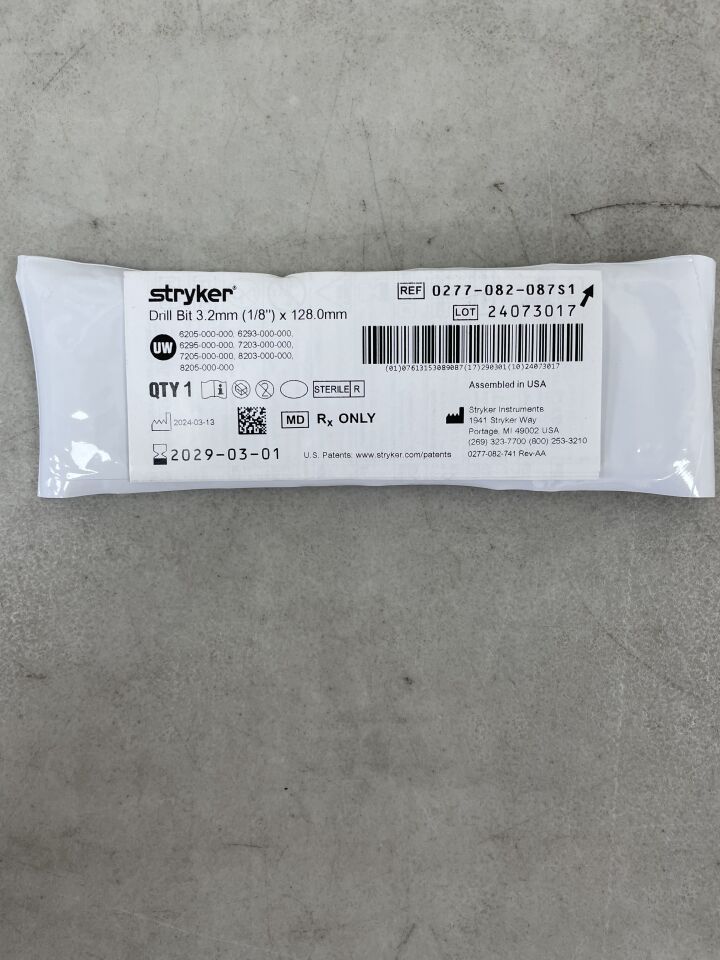 stryker®
Drill Bit 3.2mm (1/8") x 128.0mm
REF 0277-082-087S1
LOT 24073017
UW
6205-000-000, 6293-000-000,
6295-000-000, 7203-000-000,
7205-000-000, 8203-000-000,
8205-000-000
(01)07613153089087(17)290301(10)24073017
QTY 1
i
2
STERILE R
Assembled in USA
2024-03-13
MD
Rx ONLY
Stryker Instruments
1941 Stryker Way
Portage, MI 49002 USA
(269) 323-7700 (800) 253-3210
2029-03-01
U.S. Patents: www.stryker.com/patents
0277-082-741 Rev-AA